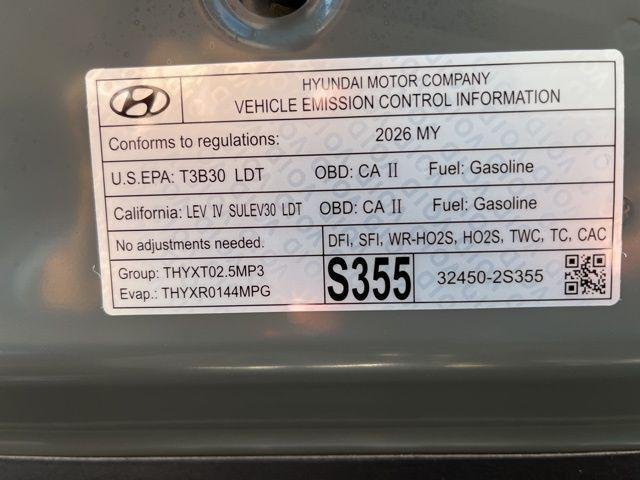 HYUNDAI MOTOR COMPANY
VEHICLE EMISSION CONTROL INFORMATION
Conforms to regulations: 2026 MY
U.S.EPA: T3B30 LDT OBD: CA II Fuel: Gasoline
California: LEV IV SULEV30 LDT OBD: CA II Fuel: Gasoline
No adjustments needed. DFI, SFI, WR-HO2S, HO2S, TWC, TC, CAC
Group: THYXT02.5MP3
Evap.: THYXR0144MPG
S355
32450-2S355